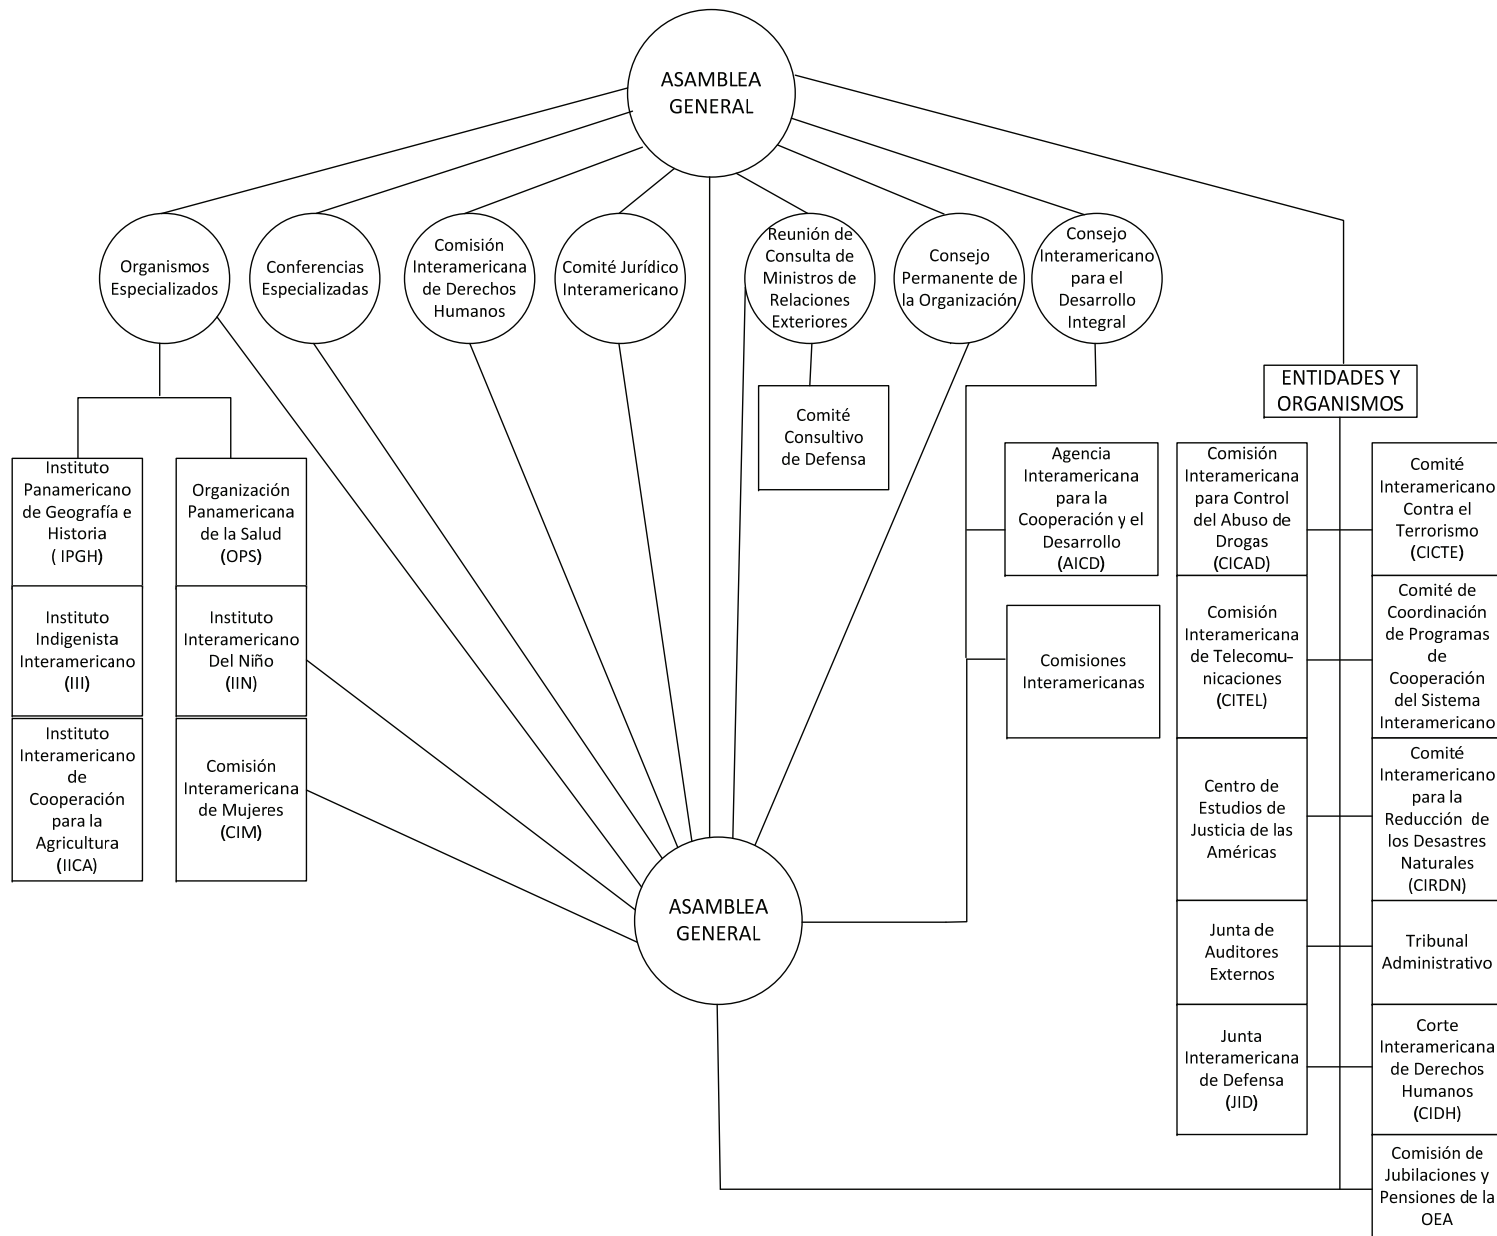 ASAMBLEA
GENERAL
Organismos
Especializados
Conferencias
Especializadas
Comisión
Interamericana
de Derechos
Humanos
Comité Jurídico
Interamericano
Reunión de
Consulta de
Ministros de
Relaciones
Exteriores
Consejo
Permanente de
la Organización
Consejo
Interamericano
para el
Desarrollo
Integral
ENTIDADES Y
ORGANISMOS
Comité
Consultivo
de Defensa
Instituto
Panamericano
de Geografía e
Historia
( IPGH)
Organización
Panamericana
de la Salud
(OPS)
Instituto
Indigenista
Interamericano
(III)
Instituto
Interamericano
Del Niño
(IIN)
Instituto
Interamericano
de
Cooperación
para la
Agricultura
(IICA)
Comisión
Interamericana
de Mujeres
(CIM)
Agencia
Interamericana
para la
Cooperación y el
Desarrollo
(AICD)
Comisiones
Interamericanas
Comisión
Interamericana
para Control
del Abuso de
Drogas
(CICAD)
Comité
Interamericano
Contra el
Terrorismo
(CICTE)
Comisión
Interamericana
de Telecomu-
nicaciones
(CITEL)
Comité de
Coordinación
de Programas
de
Cooperación
del Sistema
Interamericano
Centro de
Estudios de
Justicia de las
Américas
Comité
Interamericano
para la
Reducción de
los Desastres
Naturales
(CIRDN)
Junta de
Auditores
Externos
Tribunal
Administrativo
Junta
Interamericana
de Defensa
(JID)
Corte
Interamericana
de Derechos
Humanos
(CIDH)
Comisión de
Jubilaciones y
Pensiones de la
OEA
ASAMBLEA
GENERAL